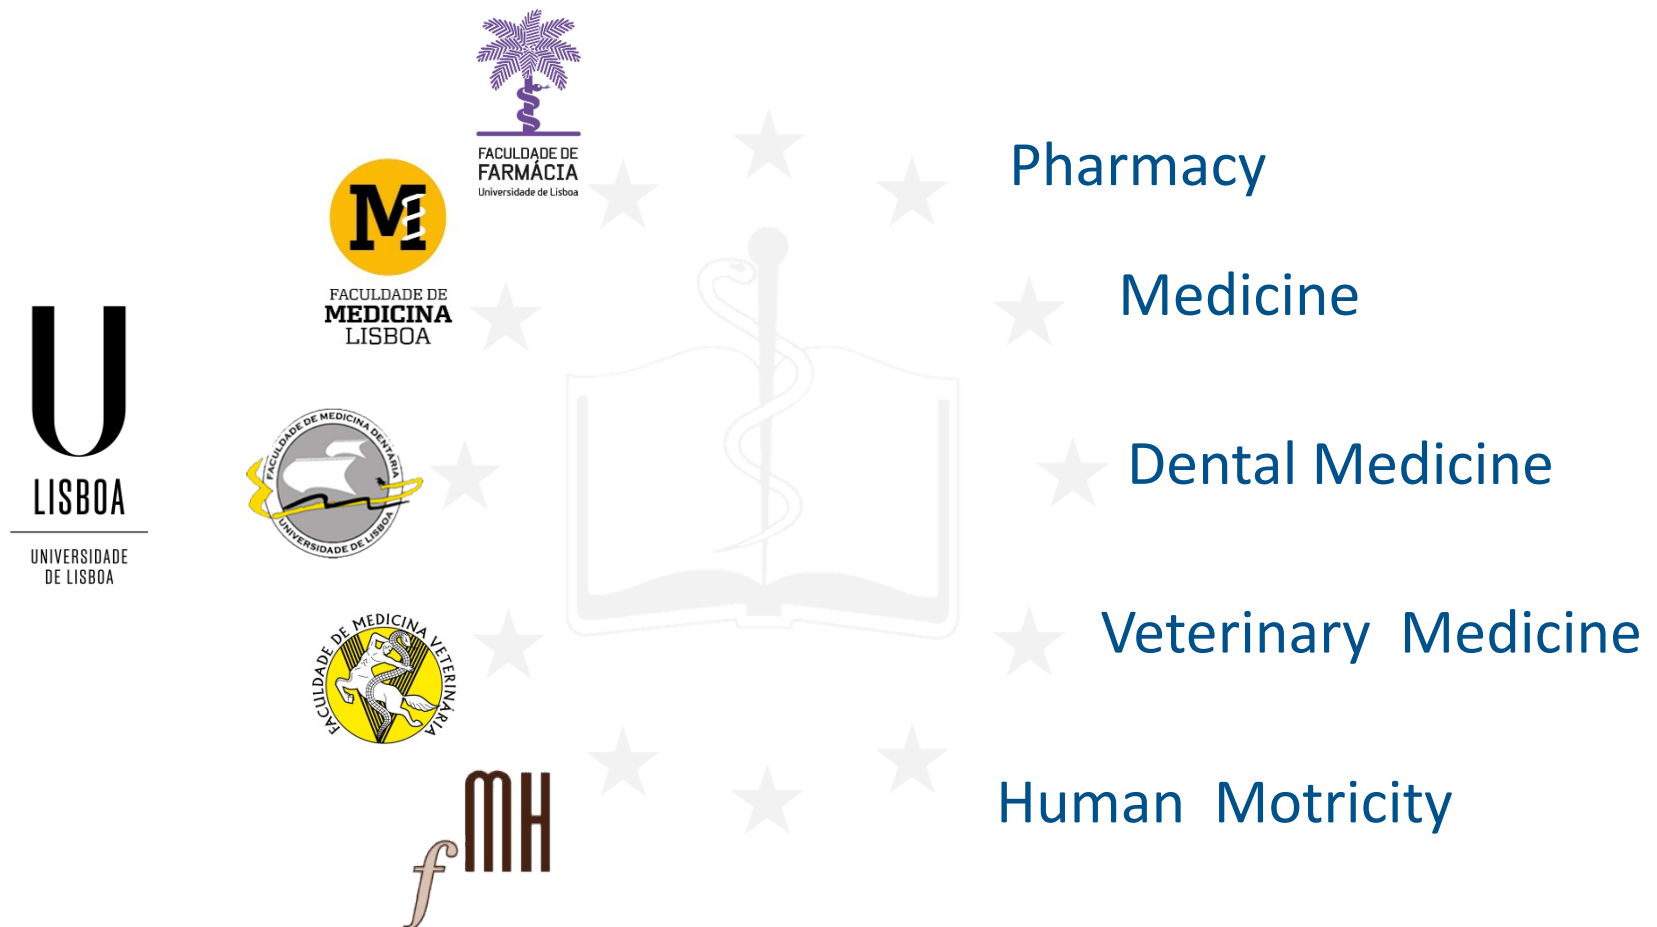 FACULDADE DE
FARMÁCIA
Universidade de Lisboa
Pharmacy
M
FACULDADE DE
MEDICINA
LISBOA
Medicine
U
LISBOA
UNIVERSIDADE
DE LISBOA
FACULDADE DE MEDICINA DENTÁRIA
UNIVERSIDADE DE LISBOA
Dental Medicine
FACULDADE DE MEDICINA VETERINÁRIA
Veterinary Medicine
fMH
Human Motricity